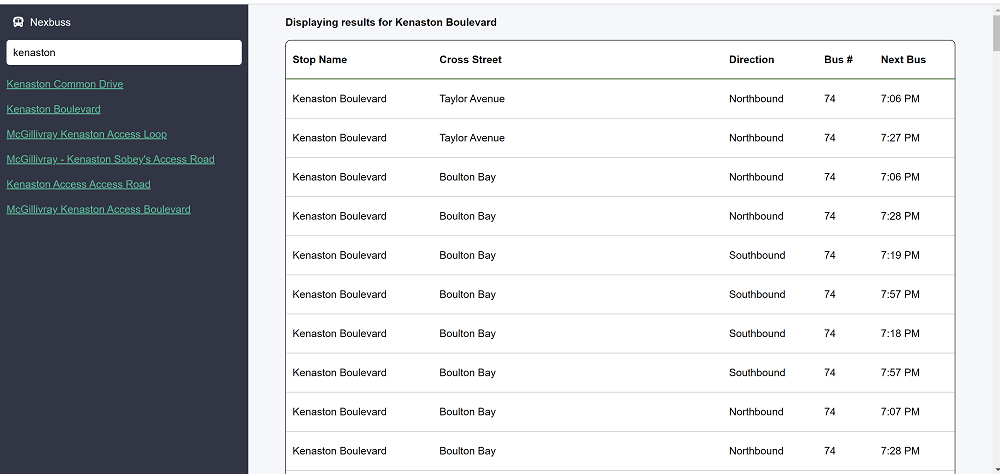 Nexbuss
kenaston
Kenaston Common Drive
Kenaston Boulevard
McGillivray Kenaston Access Loop
McGillivray - Kenaston Sobey's Access Road
Kenaston Access Access Road
McGillivray Kenaston Access Boulevard
Displaying results for Kenaston Boulevard
Stop Name Cross Street Direction Bus # Next Bus
Kenaston Boulevard Taylor Avenue Northbound 74 7:06 PM
Kenaston Boulevard Taylor Avenue Northbound 74 7:27 PM
Kenaston Boulevard Boulton Bay Northbound 74 7:06 PM
Kenaston Boulevard Boulton Bay Northbound 74 7:28 PM
Kenaston Boulevard Boulton Bay Southbound 74 7:19 PM
Kenaston Boulevard Boulton Bay Southbound 74 7:57 PM
Kenaston Boulevard Boulton Bay Southbound 74 7:18 PM
Kenaston Boulevard Boulton Bay Southbound 74 7:57 PM
Kenaston Boulevard Boulton Bay Northbound 74 7:07 PM
Kenaston Boulevard Boulton Bay Northbound 74 7:28 PM